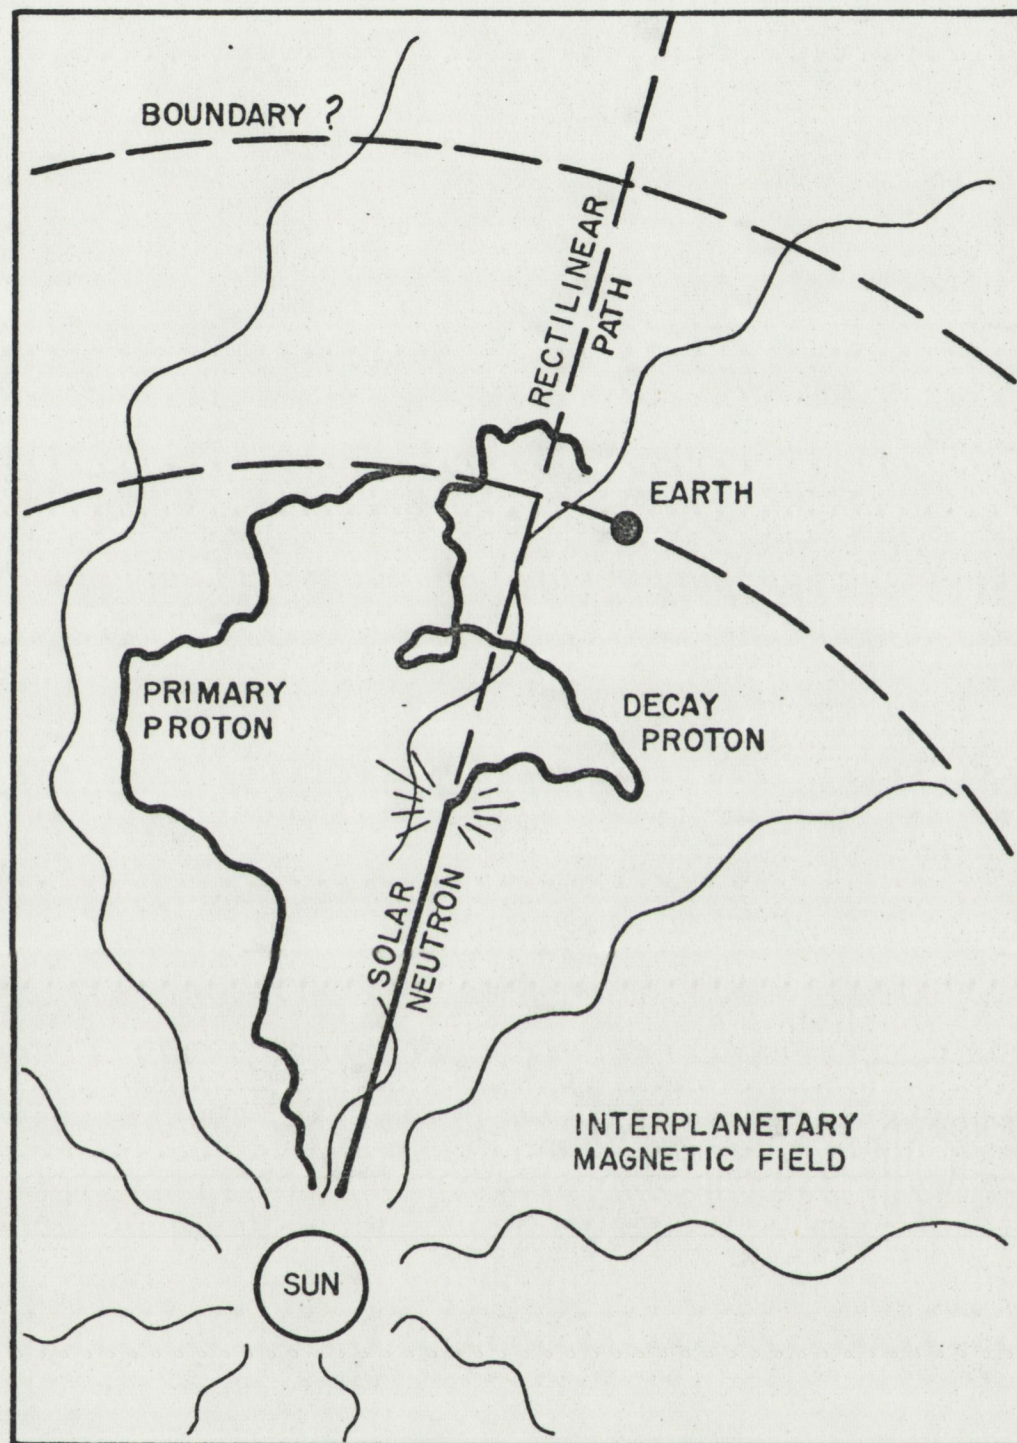 BOUNDARY ?
RECTILINEAR
PATH
EARTH
PRIMARY
PROTON
DECAY
PROTON
SOLAR
NEUTRON
INTERPLANETARY
MAGNETIC FIELD
SUN